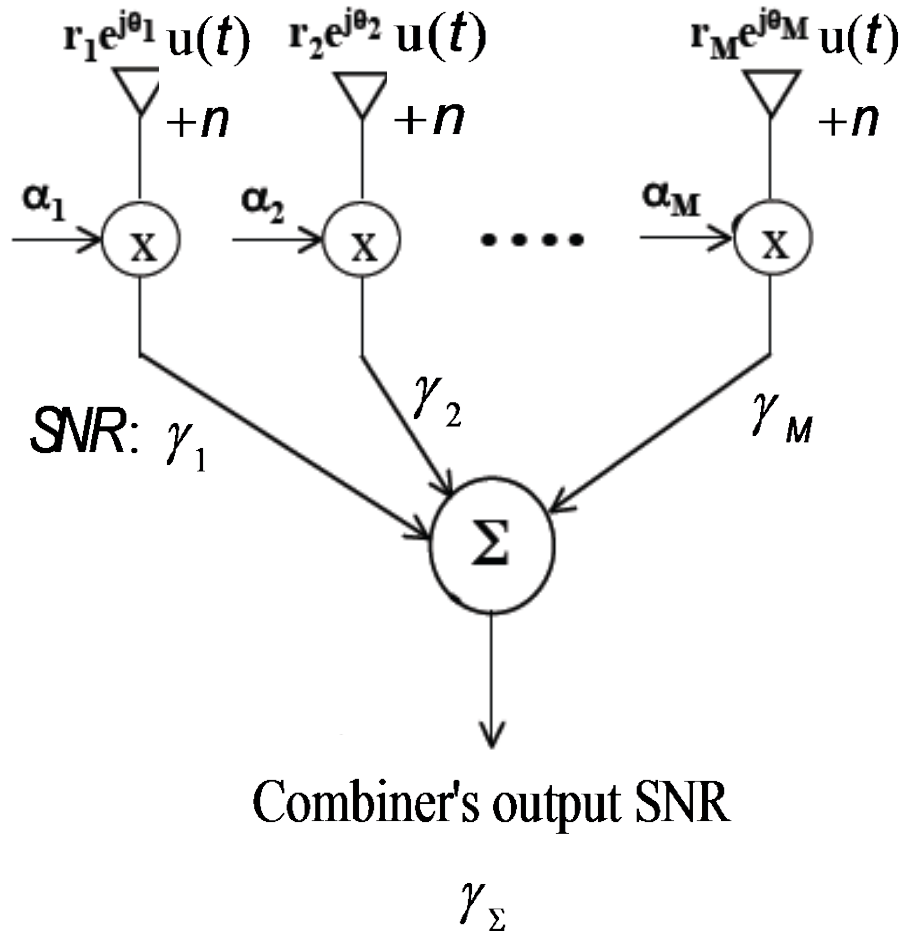 r₁e^jθ₁ u(t) r₂e^jθ₂ u(t) r_Me^jθ_M u(t)
+n +n +n
α₁ α₂ α_M
X X •••• X
SNR: γ₁ γ₂ γ_M
Σ
Combiner's output SNR
γ_Σ